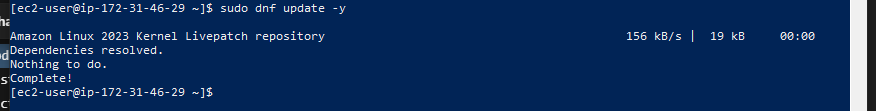 [ec2-user@ip-172-31-46-29 ~]$ sudo dnf update -y
Amazon Linux 2023 Kernel Livepatch repository 156 kB/s | 19 kB 00:00
Dependencies resolved.
Nothing to do.
Complete!
[ec2-user@ip-172-31-46-29 ~]$